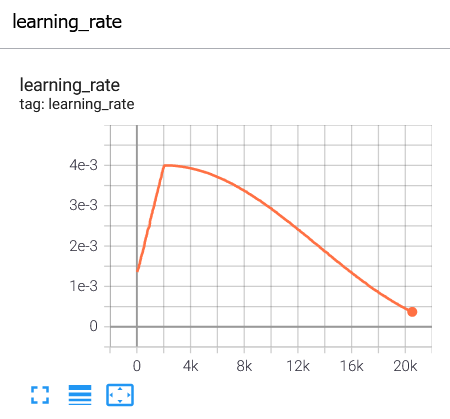 learning_rate
learning_rate
tag: learning_rate
4e-3
3e-3
2e-3
1e-3
0
0 4k 8k 12k 16k 20k